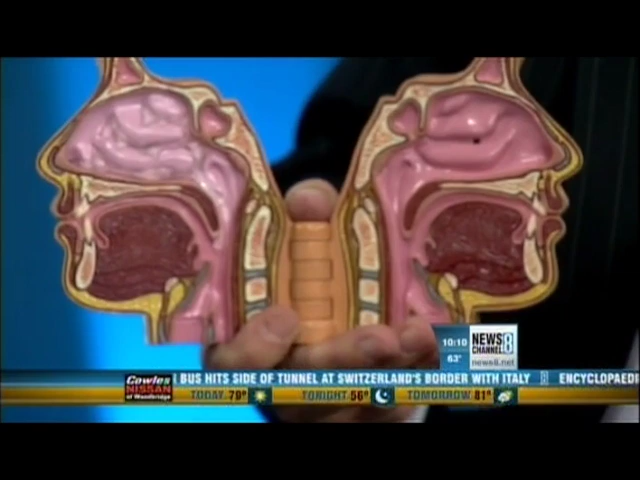 10:10
63°
NEWS
CHANNEL 8
news8.net
BUS HITS SIDE OF TUNNEL AT SWITZERLAND'S BORDER WITH ITALY 8 ENCYCLOPAEDI
Cowles
NISSAN
of Woodbridge
TODAY 79° TONIGHT 56° TOMORROW 81°